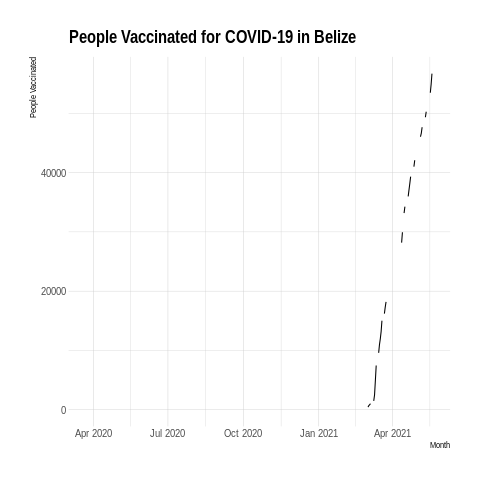 People Vaccinated for COVID-19 in Belize
People Vaccinated
40000
20000
0
Apr 2020 Jul 2020 Oct 2020 Jan 2021 Apr 2021
Month